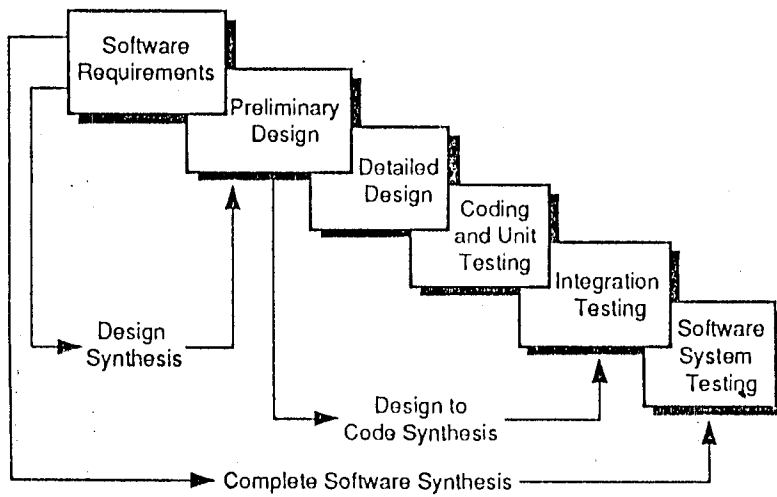 Software
Requirements
Preliminary
Design
Detailed
Design
Coding
and Unit
Testing
Integration
Testing
Software
System
Testing
Design
Synthesis
Design to
Code Synthesis
Complete Software Synthesis